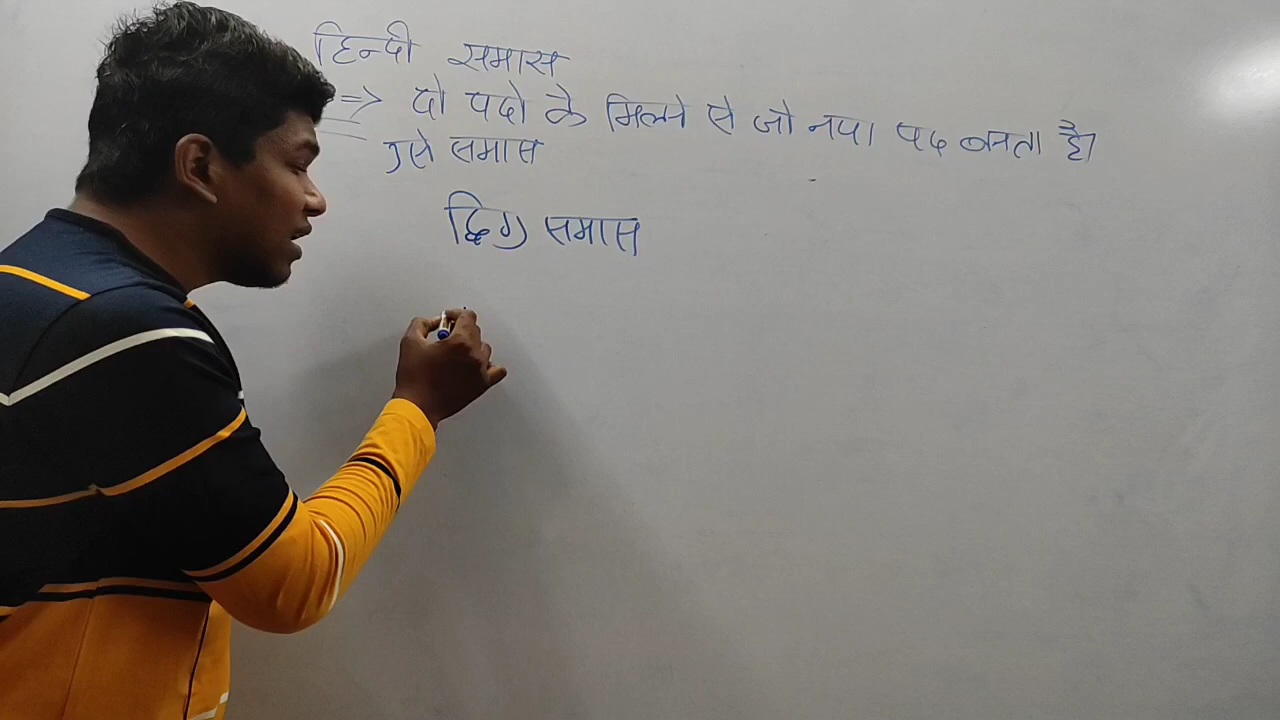 हिन्दी समास
=> दो पदो के मिलने से जो नया पद बनता है।
उसे समास
द्विगु समास